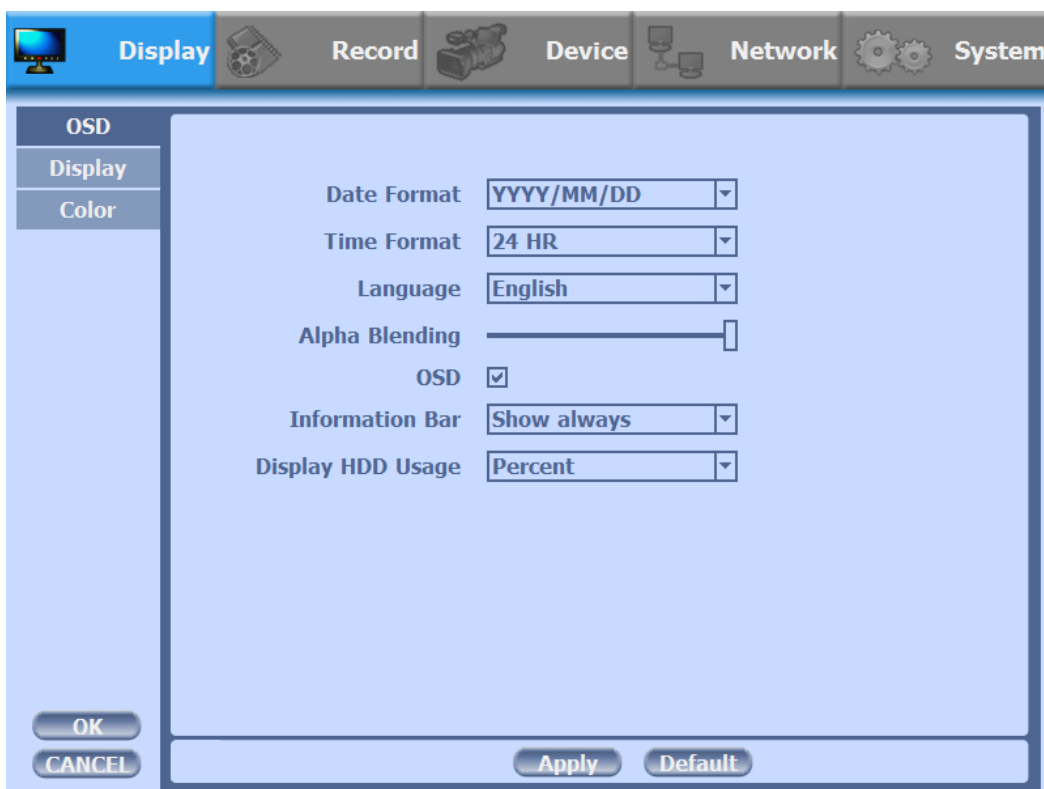 Display Record Device Network System
OSD
Display
Color
Date Format YYYY/MM/DD
Time Format 24 HR
Language English
Alpha Blending
OSD
Information Bar Show always
Display HDD Usage Percent
OK
CANCEL
Apply Default